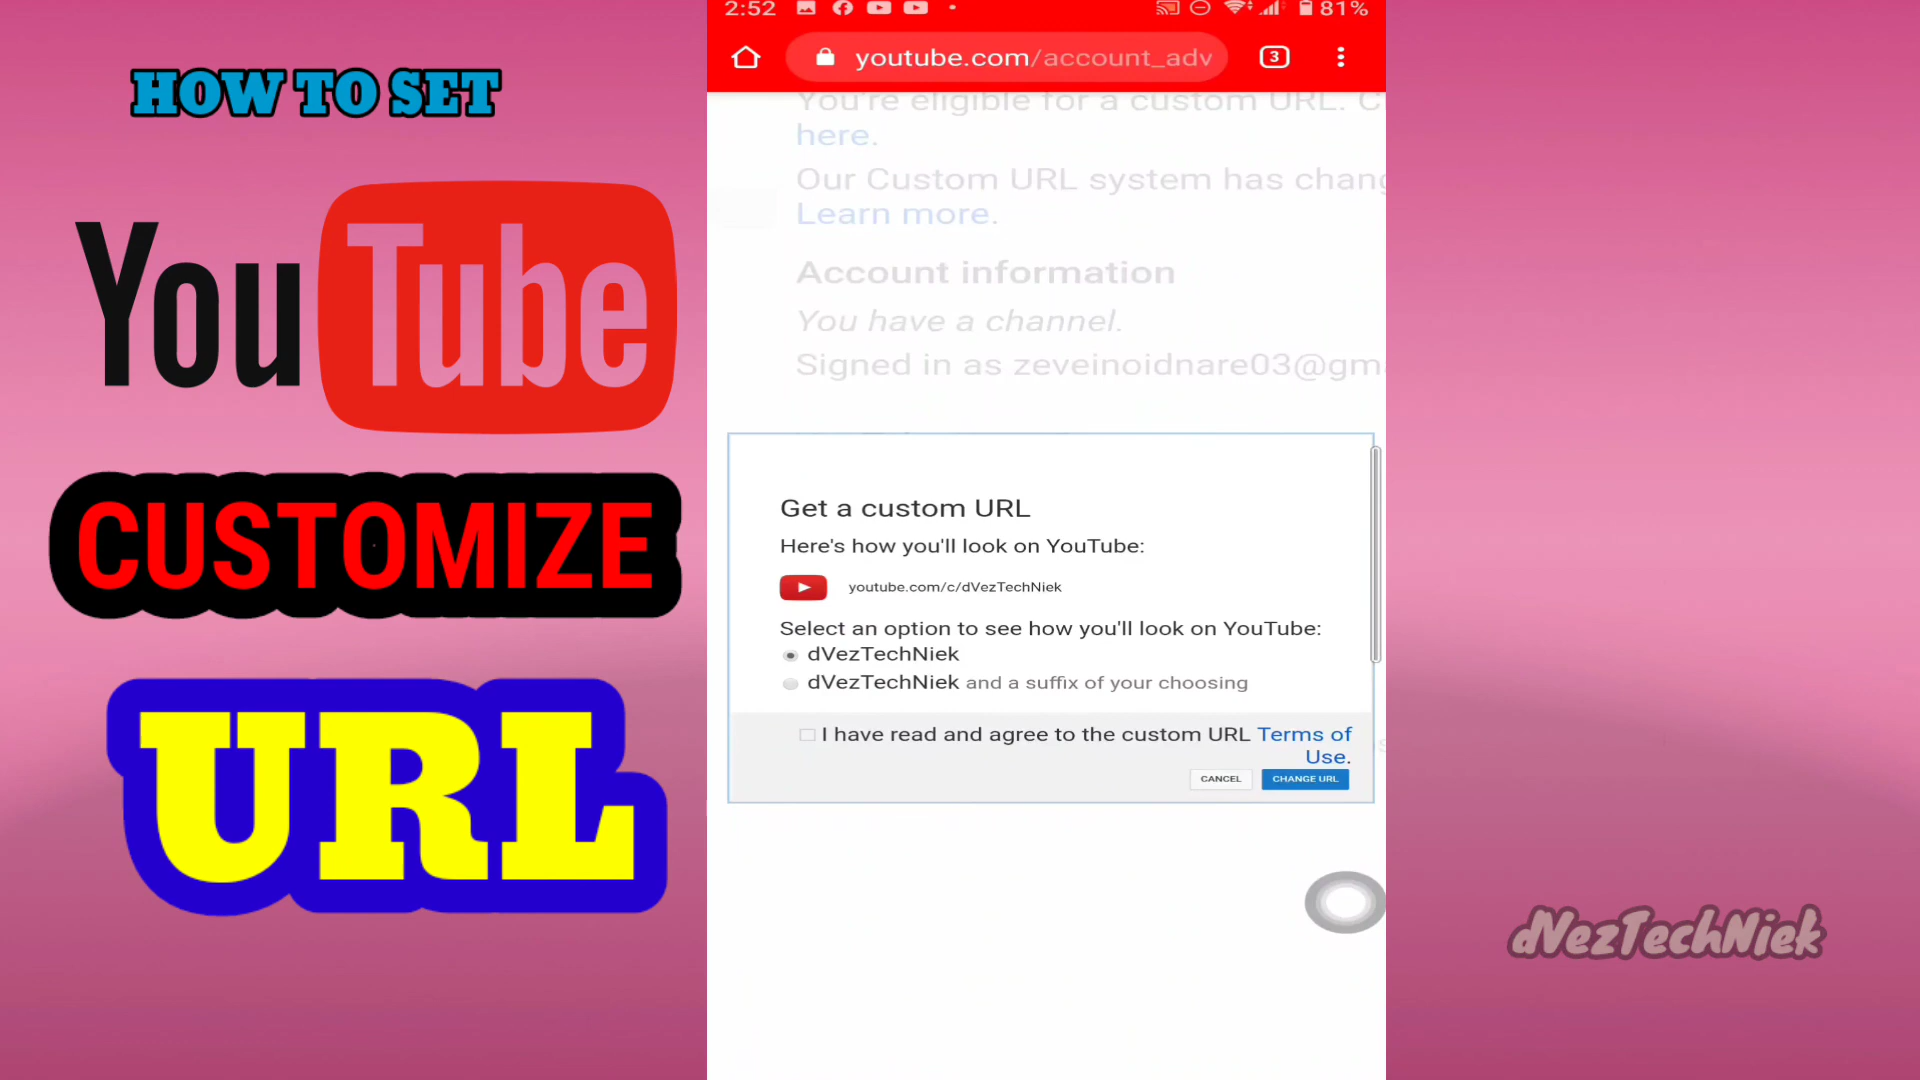 HOW TO SET
YouTube
CUSTOMIZE
URL
2:52
81%
youtube.com/account_adv
3
You're eligible for a custom URL. C
here.
Our Custom URL system has chang
Learn more.
Account information
You have a channel.
Signed in as zeveinoidnare03@gma
Get a custom URL
Here's how you'll look on YouTube:
youtube.com/c/dVezTechNiek
Select an option to see how you'll look on YouTube:
dVezTechNiek
dVezTechNiek and a suffix of your choosing
I have read and agree to the custom URL Terms of
Use.
CANCEL
CHANGE URL
dVezTechNiek